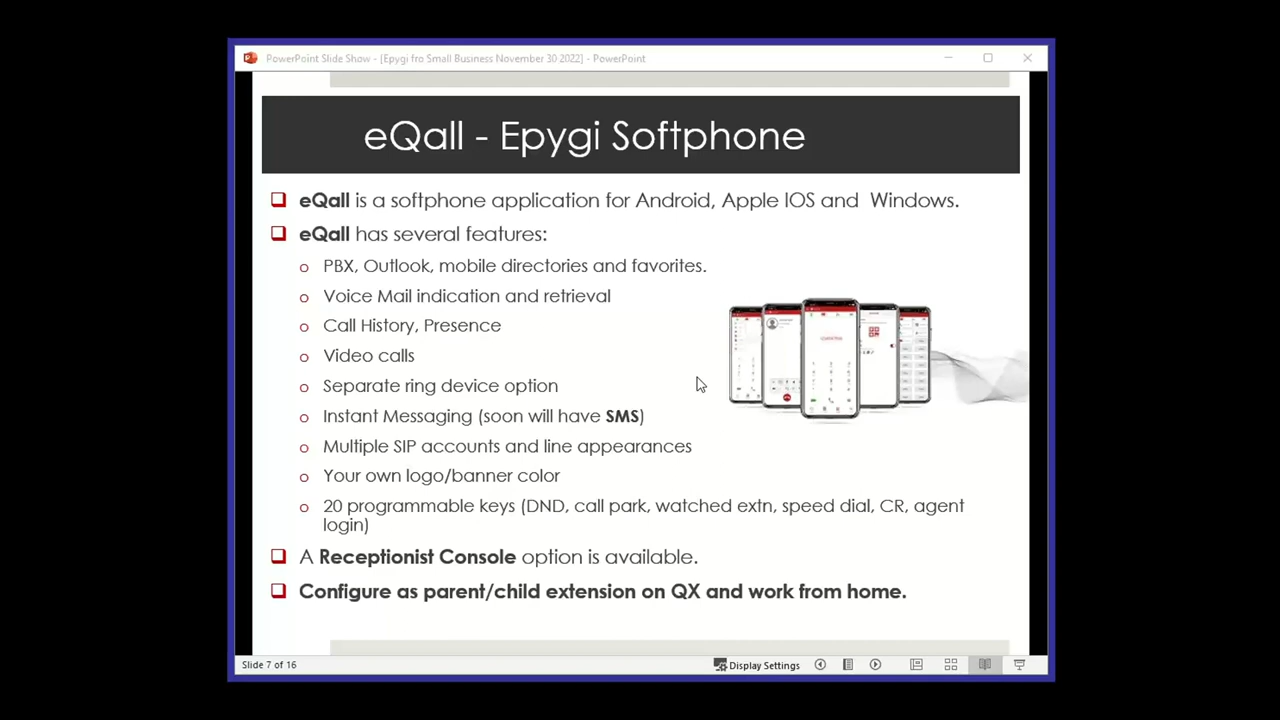 PowerPoint Slide Show - [Epygi fro Small Business November 30 2022] - PowerPoint
eQall - Epygi Softphone
eQall is a softphone application for Android, Apple IOS and Windows.
eQall has several features:
PBX, Outlook, mobile directories and favorites.
Voice Mail indication and retrieval
Call History, Presence
Video calls
Separate ring device option
Instant Messaging (soon will have SMS)
Multiple SIP accounts and line appearances
Your own logo/banner color
20 programmable keys (DND, call park, watched extn, speed dial, CR, agent
login)
A Receptionist Console option is available.
Configure as parent/child extension on QX and work from home.
Slide 7 of 16
Display Settings